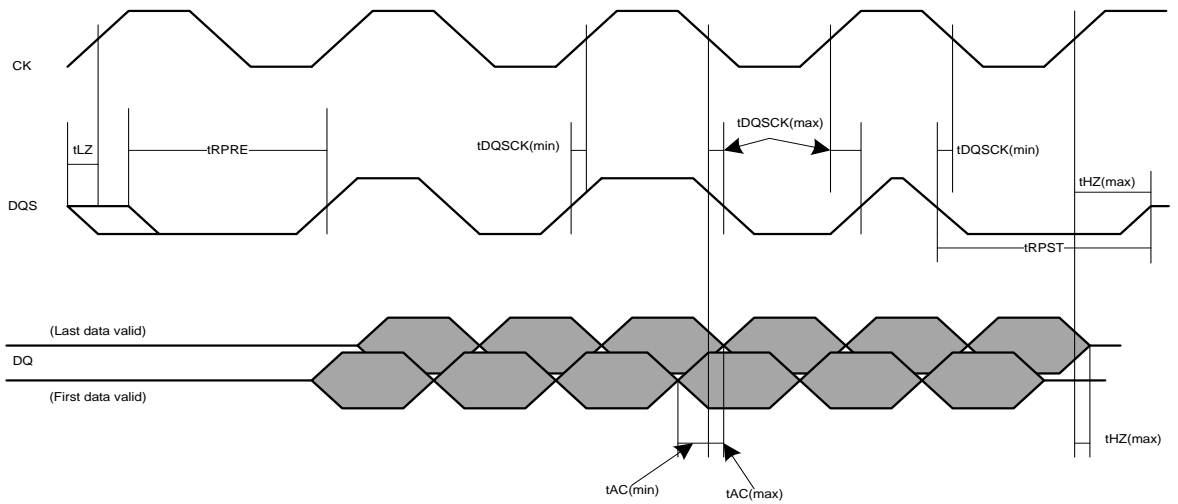 CK
tDQSCK(max)
tLZ
tRPRE
tDQSCK(min)
tDQSCK(min)
tHZ(max)
DQS
tRPST
(Last data valid)
DQ
(First data valid)
tHZ(max)
tAC(min)
tAC(max)